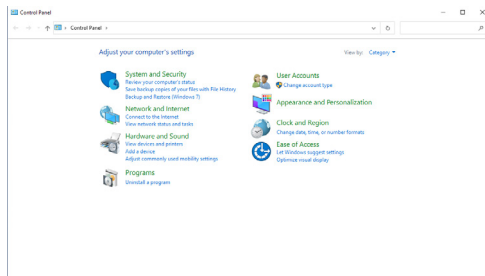 Control Panel
Control Panel
Adjust your computer's settings
View by: Category
System and Security
Review your computer's status
Save backup copies of your files with File History
Backup and Restore (Windows 7)
Network and Internet
Connect to the Internet
View network status and tasks
Hardware and Sound
View devices and printers
Add a device
Adjust commonly used mobility settings
Programs
Uninstall a program
User Accounts
Change account type
Appearance and Personalization
Clock and Region
Change date, time, or number formats
Ease of Access
Let Windows suggest settings
Optimize visual display